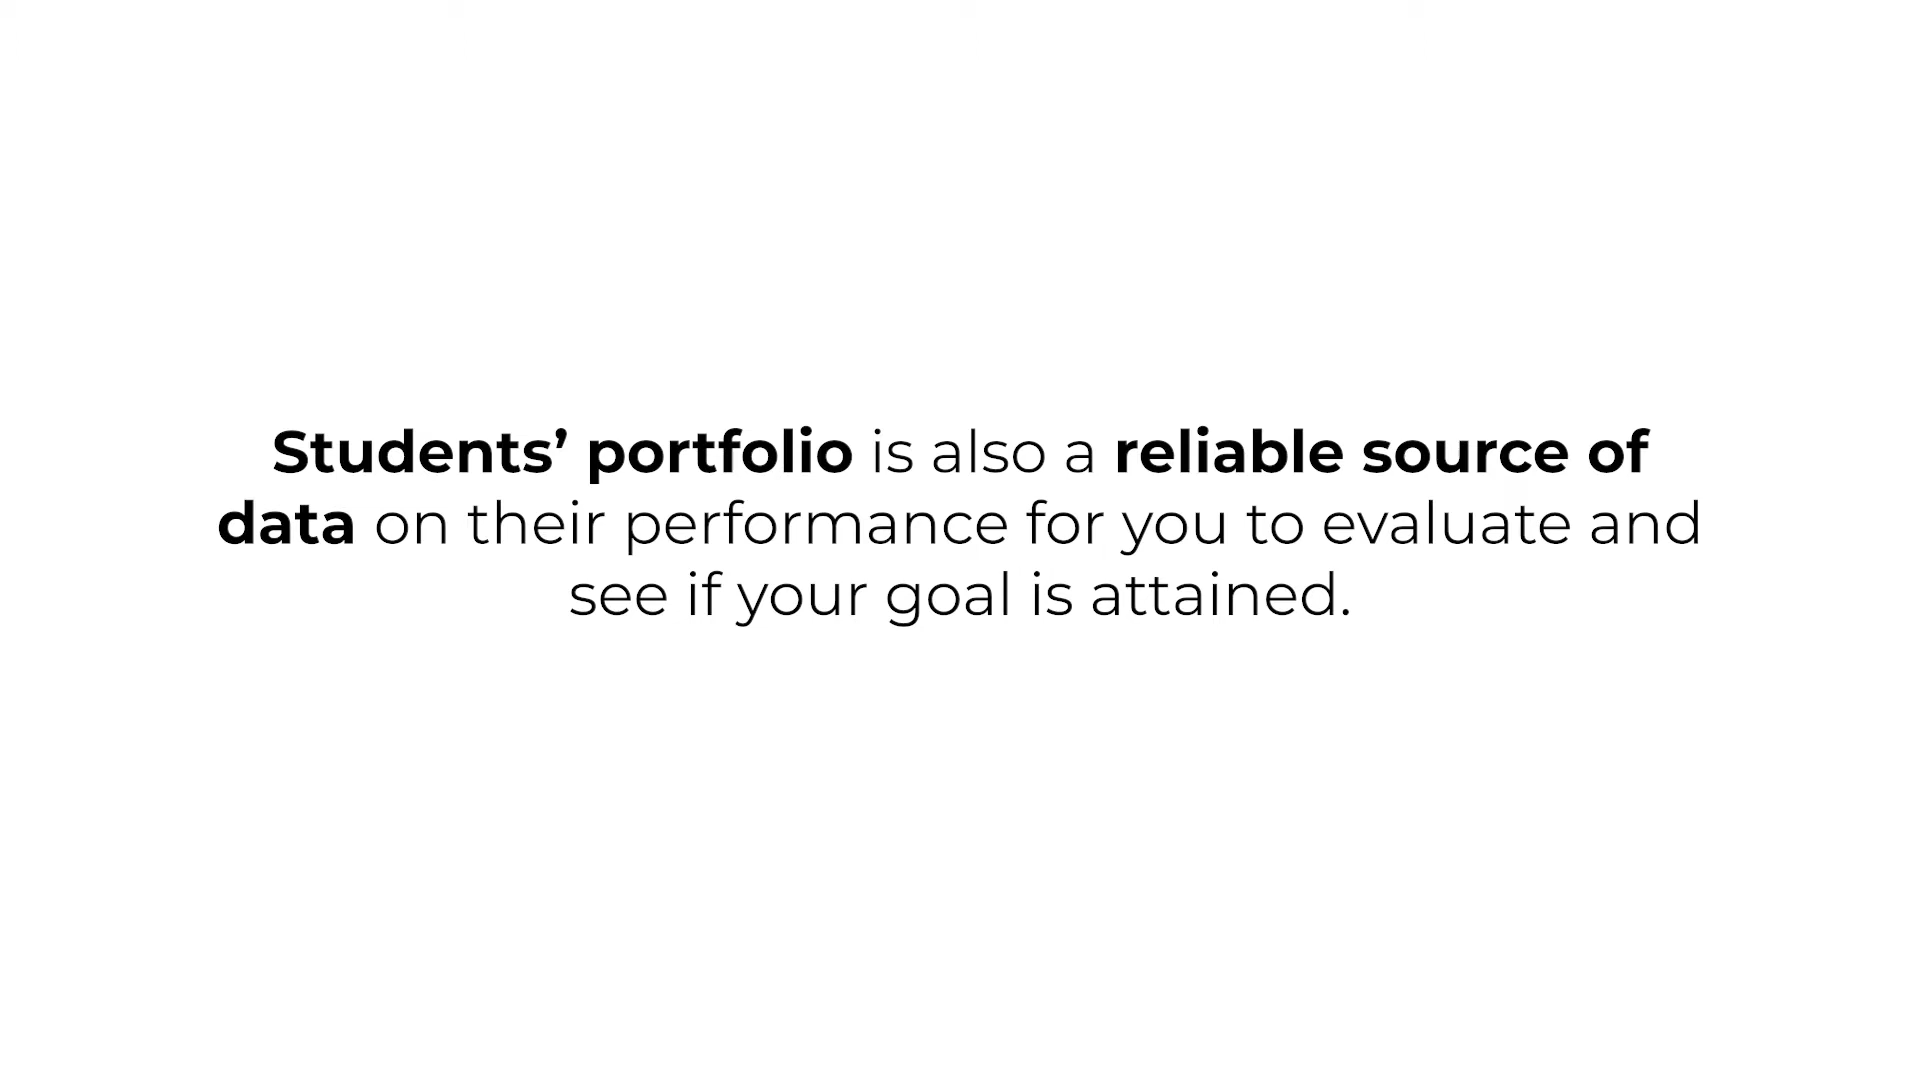 Students’ portfolio is also a reliable source of
data on their performance for you to evaluate and
see if your goal is attained.